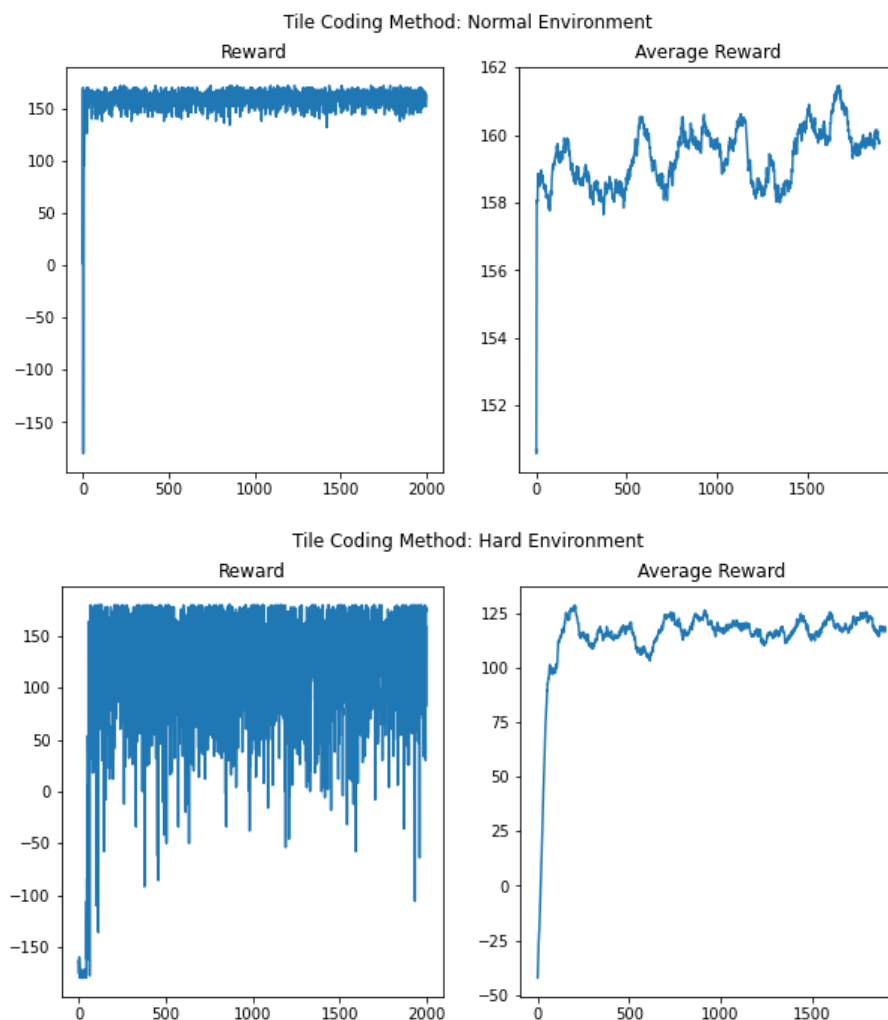 Tile Coding Method: Normal Environment
Reward
Average Reward
150
100
50
0
−50
−100
−150
0 500 1000 1500 2000
162
160
158
156
154
152
0 500 1000 1500
Tile Coding Method: Hard Environment
Reward
Average Reward
150
100
50
0
−50
−100
−150
0 500 1000 1500 2000
125
100
75
50
25
0
−25
−50
0 500 1000 1500